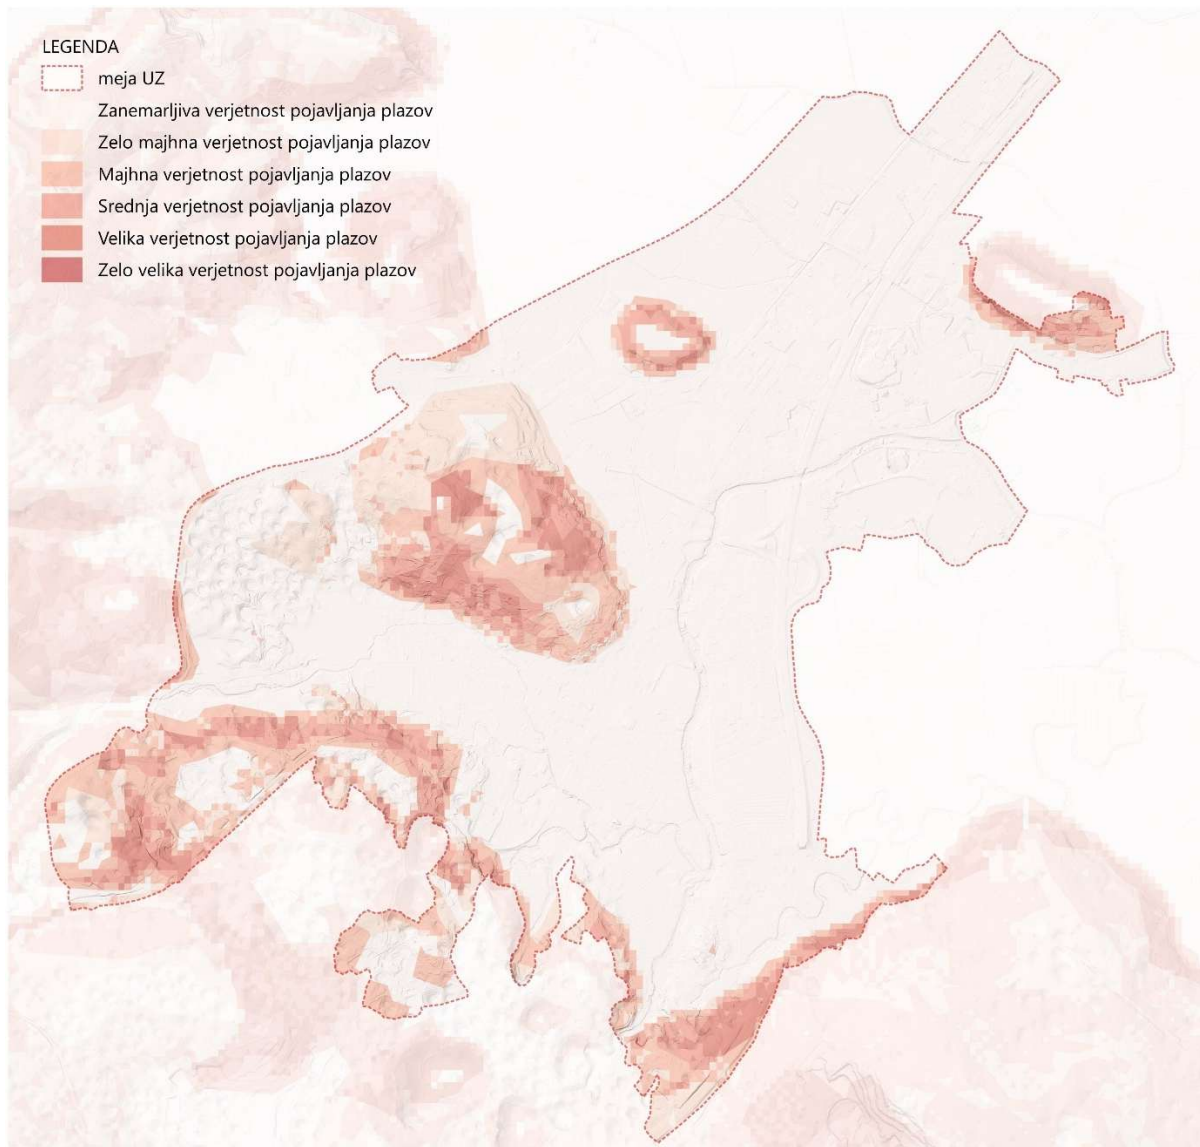 LEGENDA
meja UZ
Zanemarljiva verjetnost pojavljanja plazov
Zelo majhna verjetnost pojavljanja plazov
Majhna verjetnost pojavljanja plazov
Srednja verjetnost pojavljanja plazov
Velika verjetnost pojavljanja plazov
Zelo velika verjetnost pojavljanja plazov